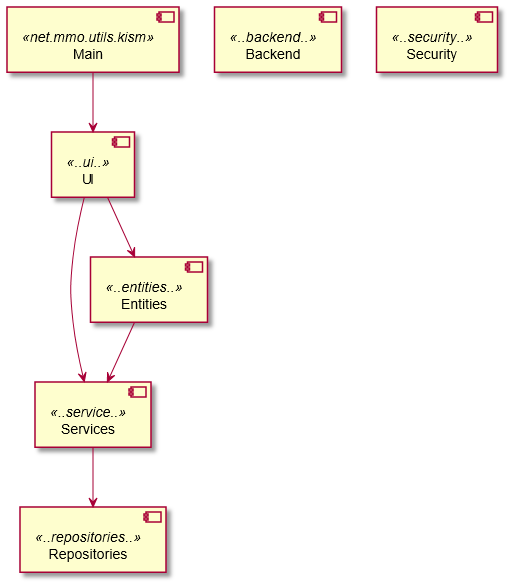 «net.mmo.utils.kism»
Main
«..backend..»
Backend
«..security..»
Security
«..ui..»
UI
«..entities..»
Entities
«..service..»
Services
«..repositories..»
Repositories